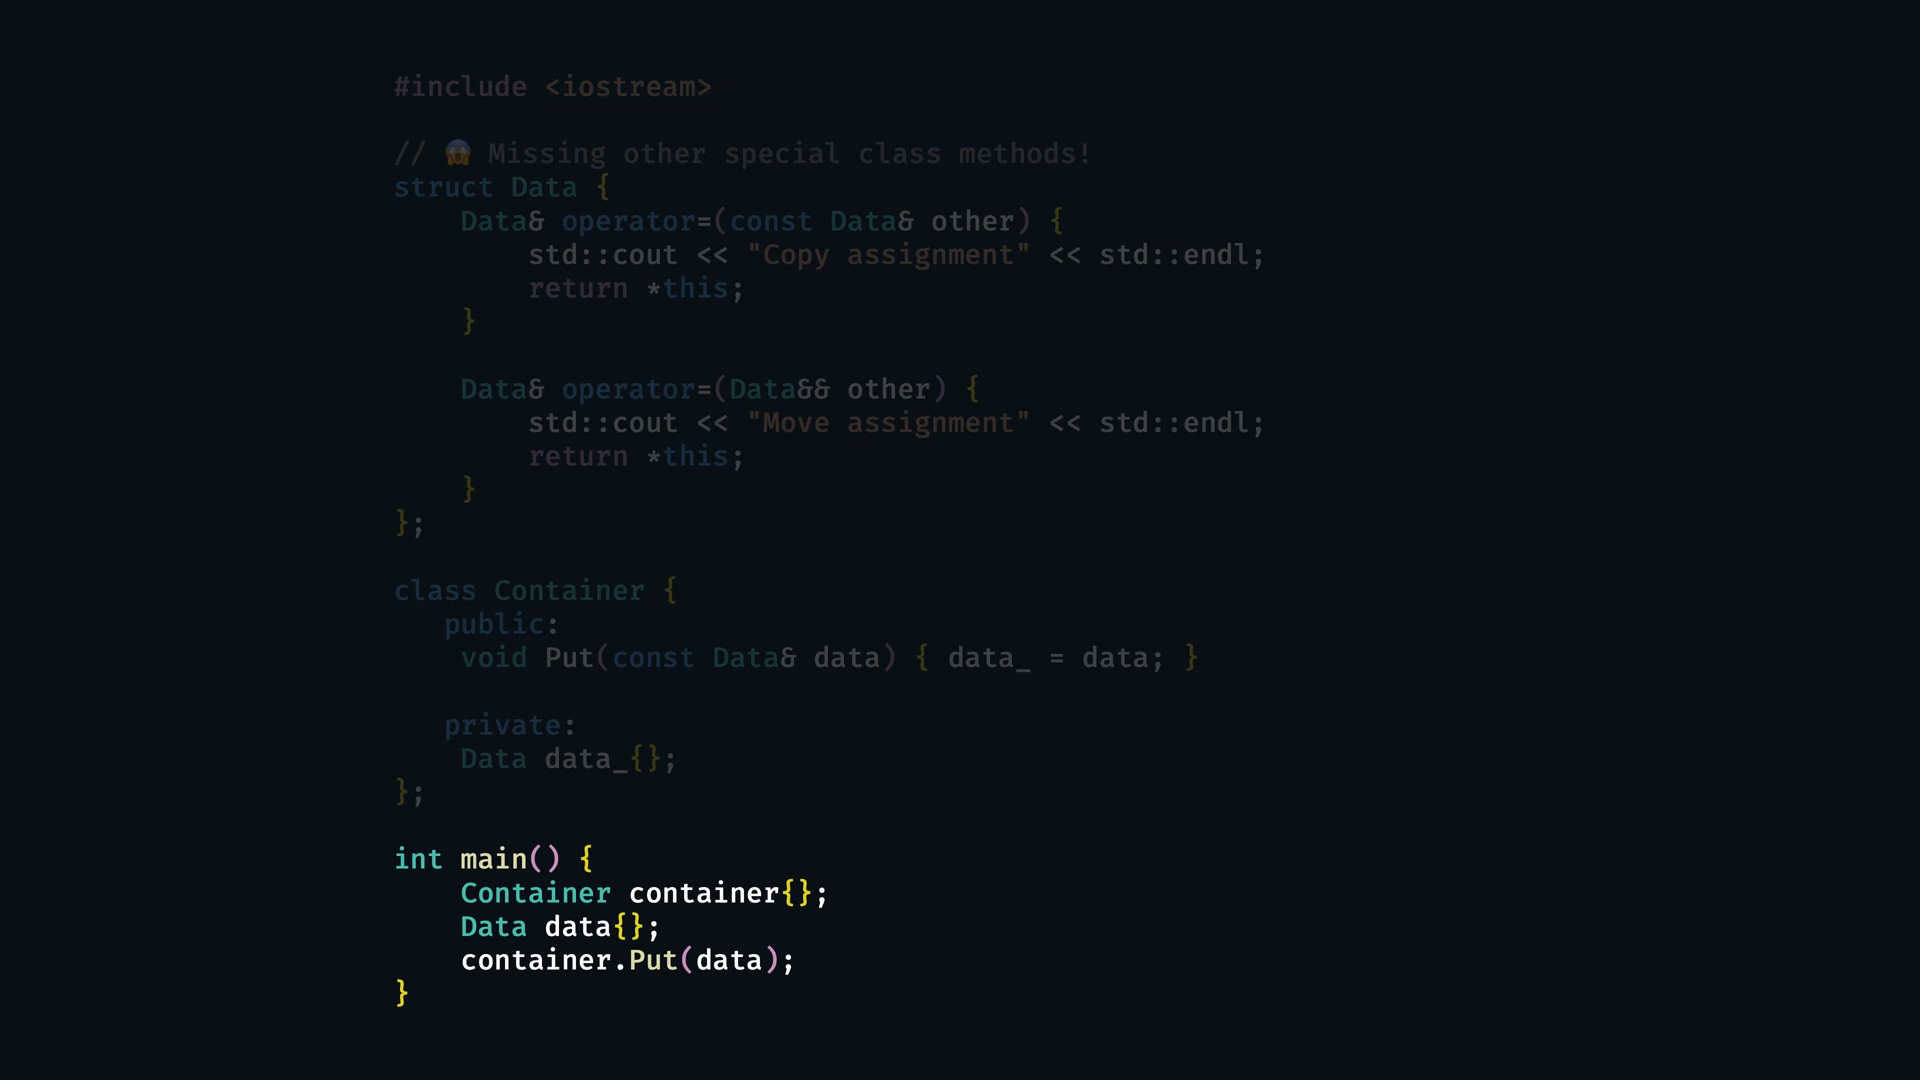 #include <iostream>
// 😱 Missing other special class methods!
struct Data {
Data& operator=(const Data& other) {
std::cout << "Copy assignment" << std::endl;
return *this;
}
Data& operator=(Data&& other) {
std::cout << "Move assignment" << std::endl;
return *this;
}
};
class Container {
public:
void Put(const Data& data) { data_ = data; }
private:
Data data_{};
};
int main() {
Container container{};
Data data{};
container.Put(data);
}